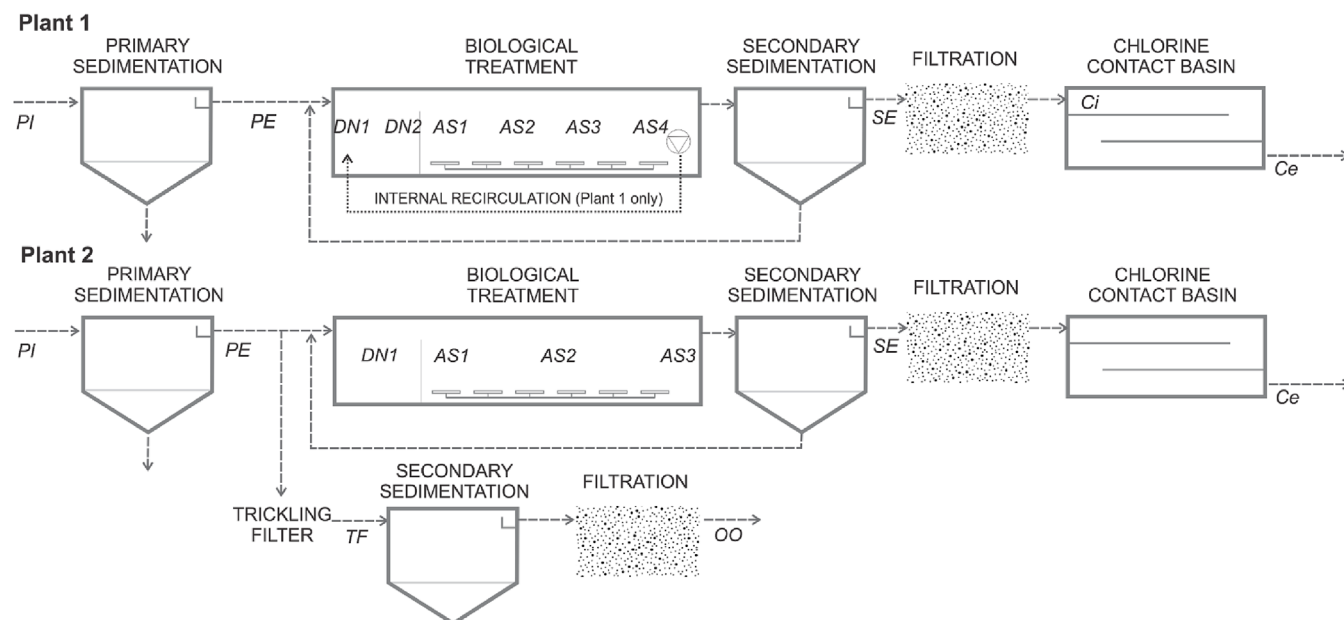 Plant 1
PRIMARY
SEDIMENTATION
BIOLOGICAL
TREATMENT
SECONDARY
SEDIMENTATION
FILTRATION
CHLORINE
CONTACT BASIN
PI
PE
DN1 DN2 AS1 AS2 AS3 AS4
SE
Ci
Ce
INTERNAL RECIRCULATION (Plant 1 only)
Plant 2
PRIMARY
SEDIMENTATION
BIOLOGICAL
TREATMENT
SECONDARY
SEDIMENTATION
FILTRATION
CHLORINE
CONTACT BASIN
PI
PE
DN1 AS1 AS2 AS3
SE
Ce
SECONDARY
SEDIMENTATION
FILTRATION
TRICKLING
FILTER
TF
OO